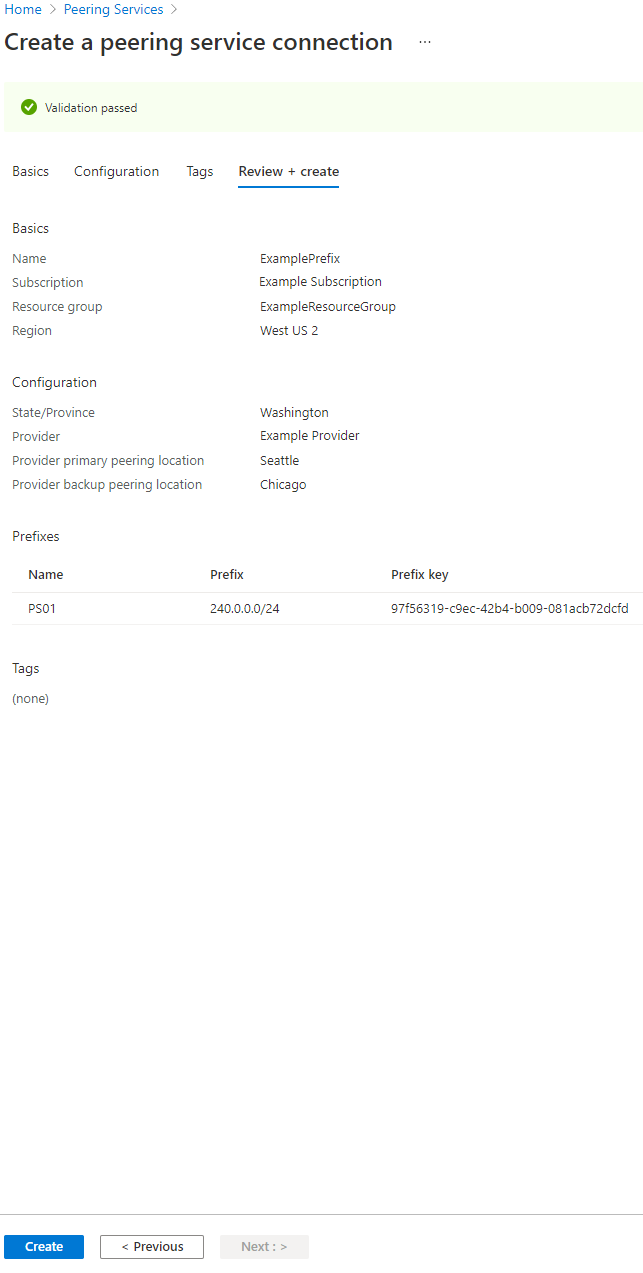 Home > Peering Services >
Create a peering service connection ...
Validation passed
Basics Configuration Tags Review + create
Basics
Name ExamplePrefix
Subscription Example Subscription
Resource group ExampleResourceGroup
Region West US 2
Configuration
State/Province Washington
Provider Example Provider
Provider primary peering location Seattle
Provider backup peering location Chicago
Prefixes
Name Prefix Prefix key
PS01 240.0.0.0/24 97f56319-c9ec-42b4-b009-081acb72dcfd
Tags
(none)
Create < Previous Next : >